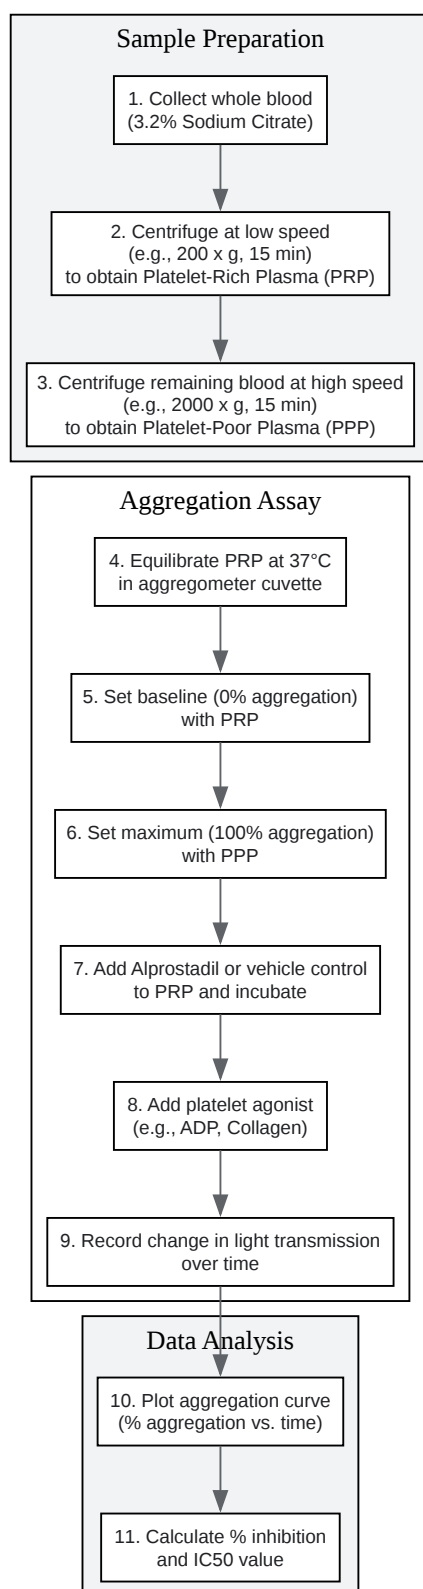 Sample Preparation
1. Collect whole blood
(3.2% Sodium Citrate)
2. Centrifuge at low speed
(e.g., 200 x g, 15 min)
to obtain Platelet-Rich Plasma (PRP)
3. Centrifuge remaining blood at high speed
(e.g., 2000 x g, 15 min)
to obtain Platelet-Poor Plasma (PPP)
Aggregation Assay
4. Equilibrate PRP at 37°C
in aggregometer cuvette
5. Set baseline (0% aggregation)
with PRP
6. Set maximum (100% aggregation)
with PPP
7. Add Alprostadil or vehicle control
to PRP and incubate
8. Add platelet agonist
(e.g., ADP, Collagen)
9. Record change in light transmission
over time
Data Analysis
10. Plot aggregation curve
(% aggregation vs. time)
11. Calculate % inhibition
and IC50 value